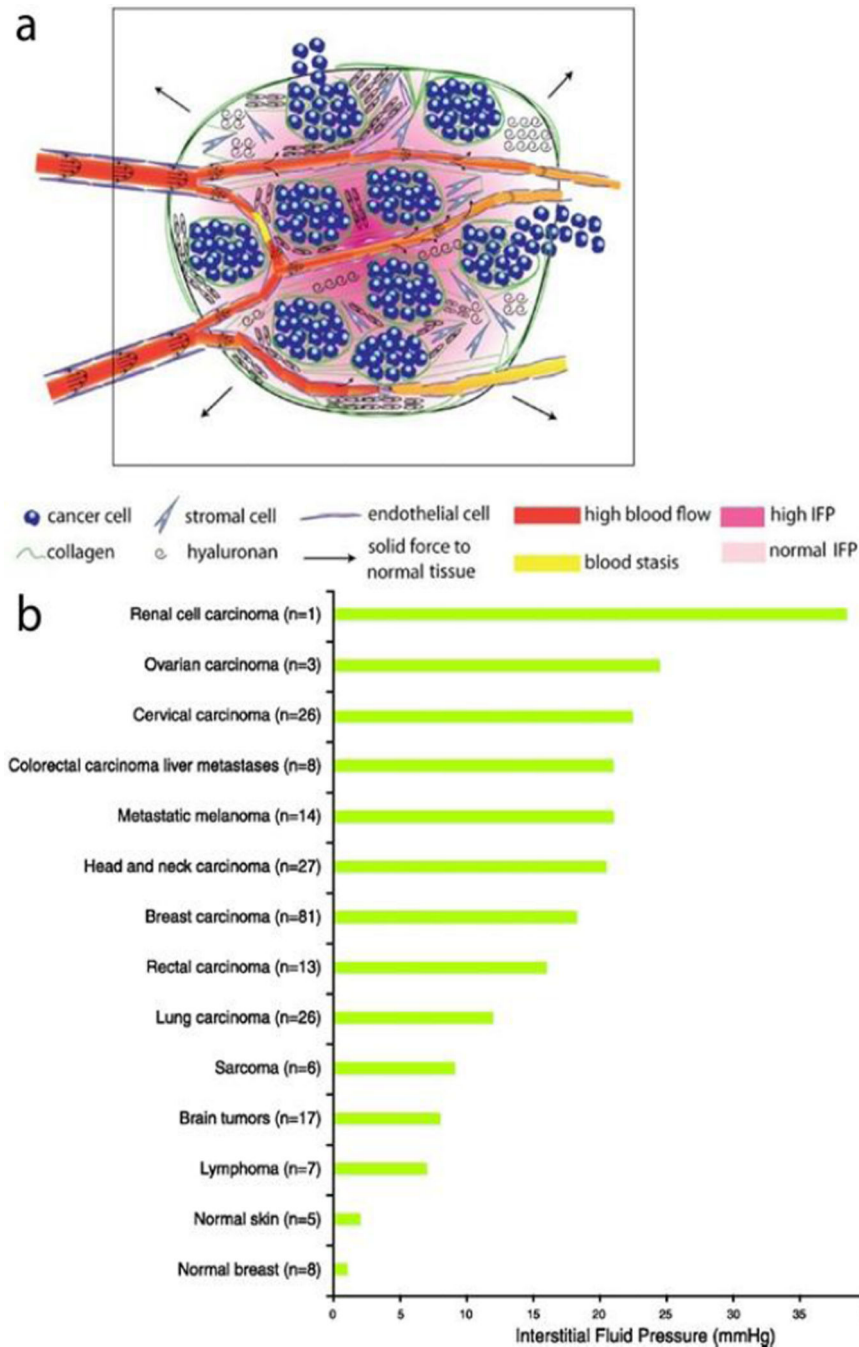 a
cancer cell
stromal cell
endothelial cell
high blood flow
high IFP
collagen
hyaluronan
solid force to
normal tissue
blood stasis
normal IFP
b
Renal cell carcinoma (n=1)
Ovarian carcinoma (n=3)
Cervical carcinoma (n=26)
Colorectal carcinoma liver metastases (n=8)
Metastatic melanoma (n=14)
Head and neck carcinoma (n=27)
Breast carcinoma (n=81)
Rectal carcinoma (n=13)
Lung carcinoma (n=26)
Sarcoma (n=6)
Brain tumors (n=17)
Lymphoma (n=7)
Normal skin (n=5)
Normal breast (n=8)
0 5 10 15 20 25 30 35
Interstitial Fluid Pressure (mmHg)